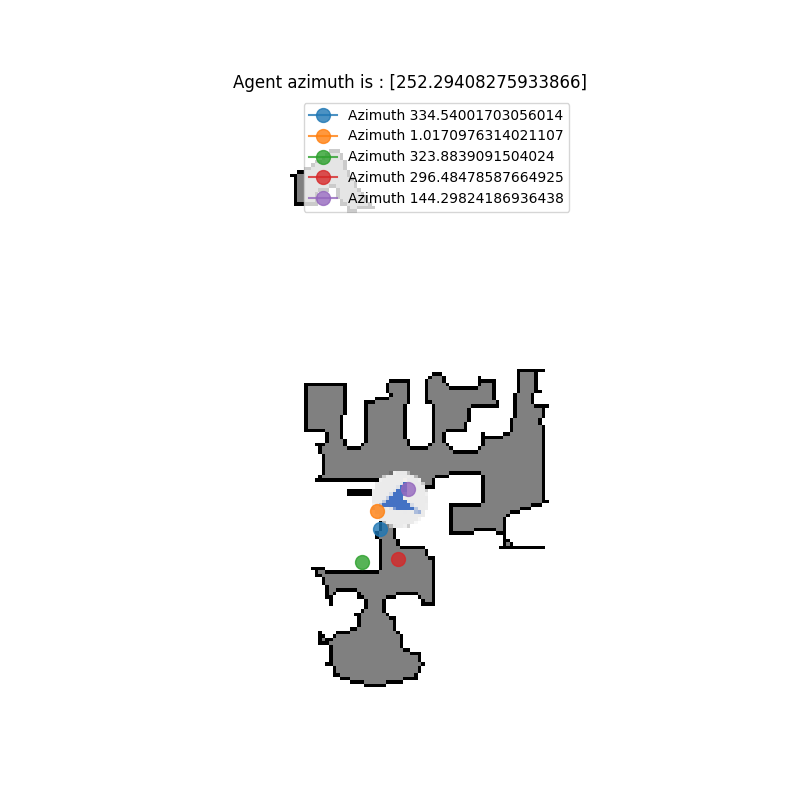 Agent azimuth is : [252.29408275933866]
Azimuth 334.54001703056014
Azimuth 1.0170976314021107
Azimuth 323.8839091504024
Azimuth 296.48478587664925
Azimuth 144.29824186936438